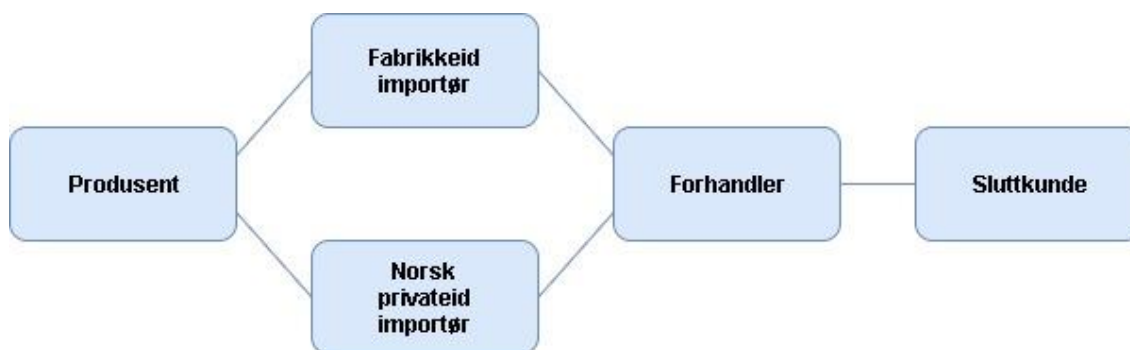 Fabrikkeid
importør
Produsent
Forhandler
Sluttkunde
Norsk
privateid
importør